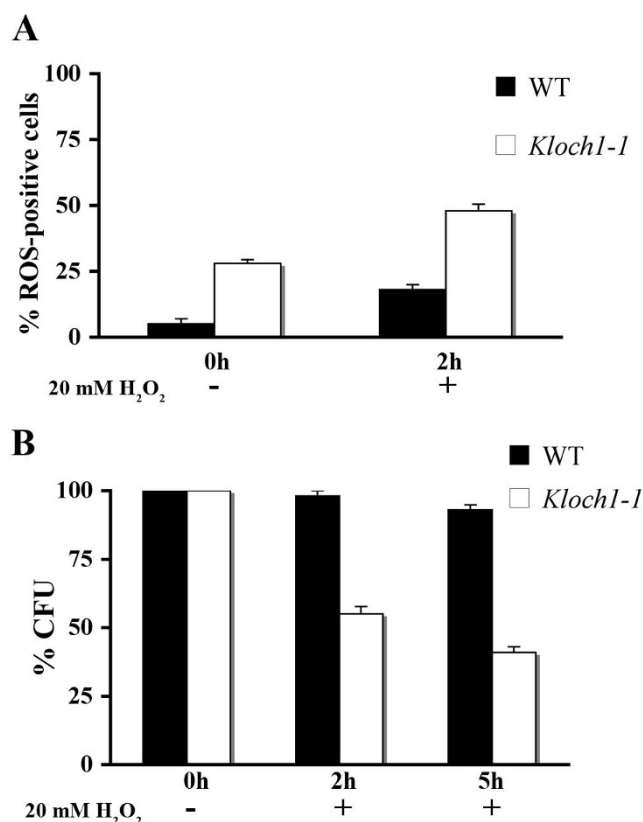 A
% ROS-positive cells
100
75
50
25
0
WT
Kloch1-1
0h 2h
20 mM H₂O₂ - +
B
% CFU
100
75
50
25
0
WT
Kloch1-1
0h 2h 5h
20 mM H₂O₂ - + +